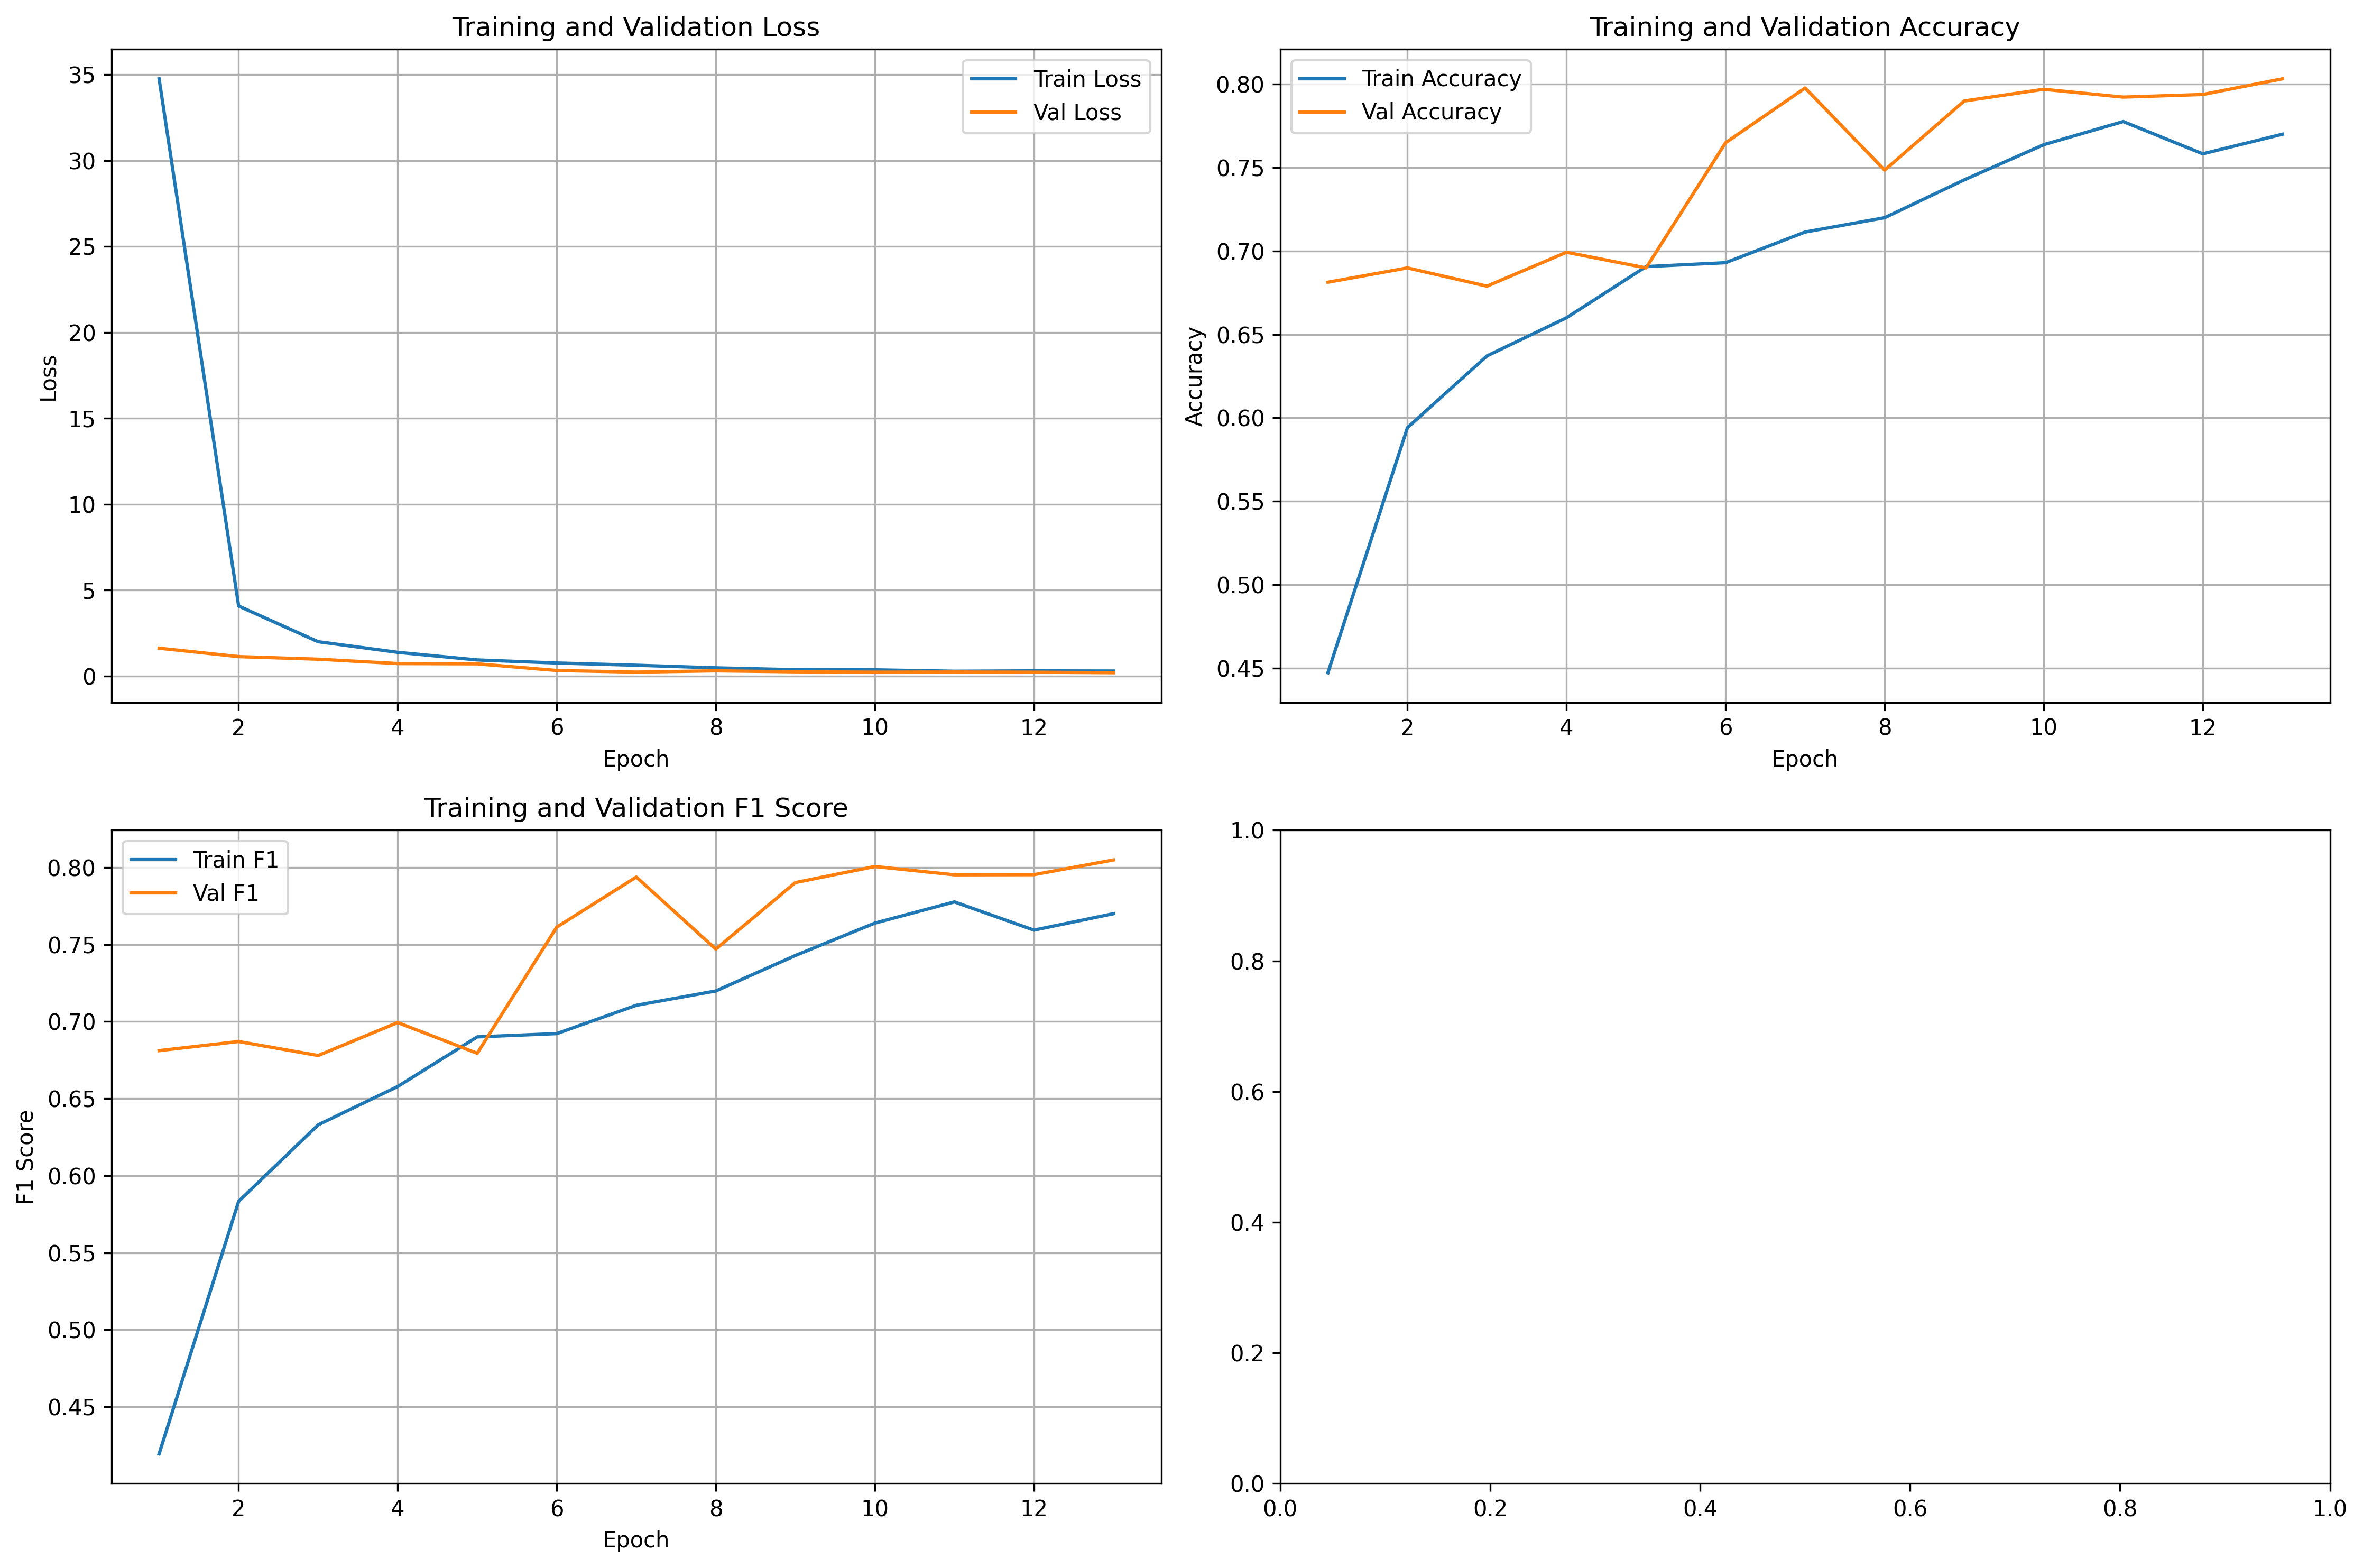 Training and Validation Loss
35
30
25
20
15
10
5
0
Loss
Train Loss
Val Loss
2 4 6 8 10 12
Epoch
Training and Validation Accuracy
0.80
0.75
0.70
0.65
0.60
0.55
0.50
0.45
Accuracy
Train Accuracy
Val Accuracy
2 4 6 8 10 12
Epoch
Training and Validation F1 Score
0.80
0.75
0.70
0.65
0.60
0.55
0.50
0.45
F1 Score
Train F1
Val F1
2 4 6 8 10 12
Epoch
1.0
0.8
0.6
0.4
0.2
0.0
0.0 0.2 0.4 0.6 0.8 1.0